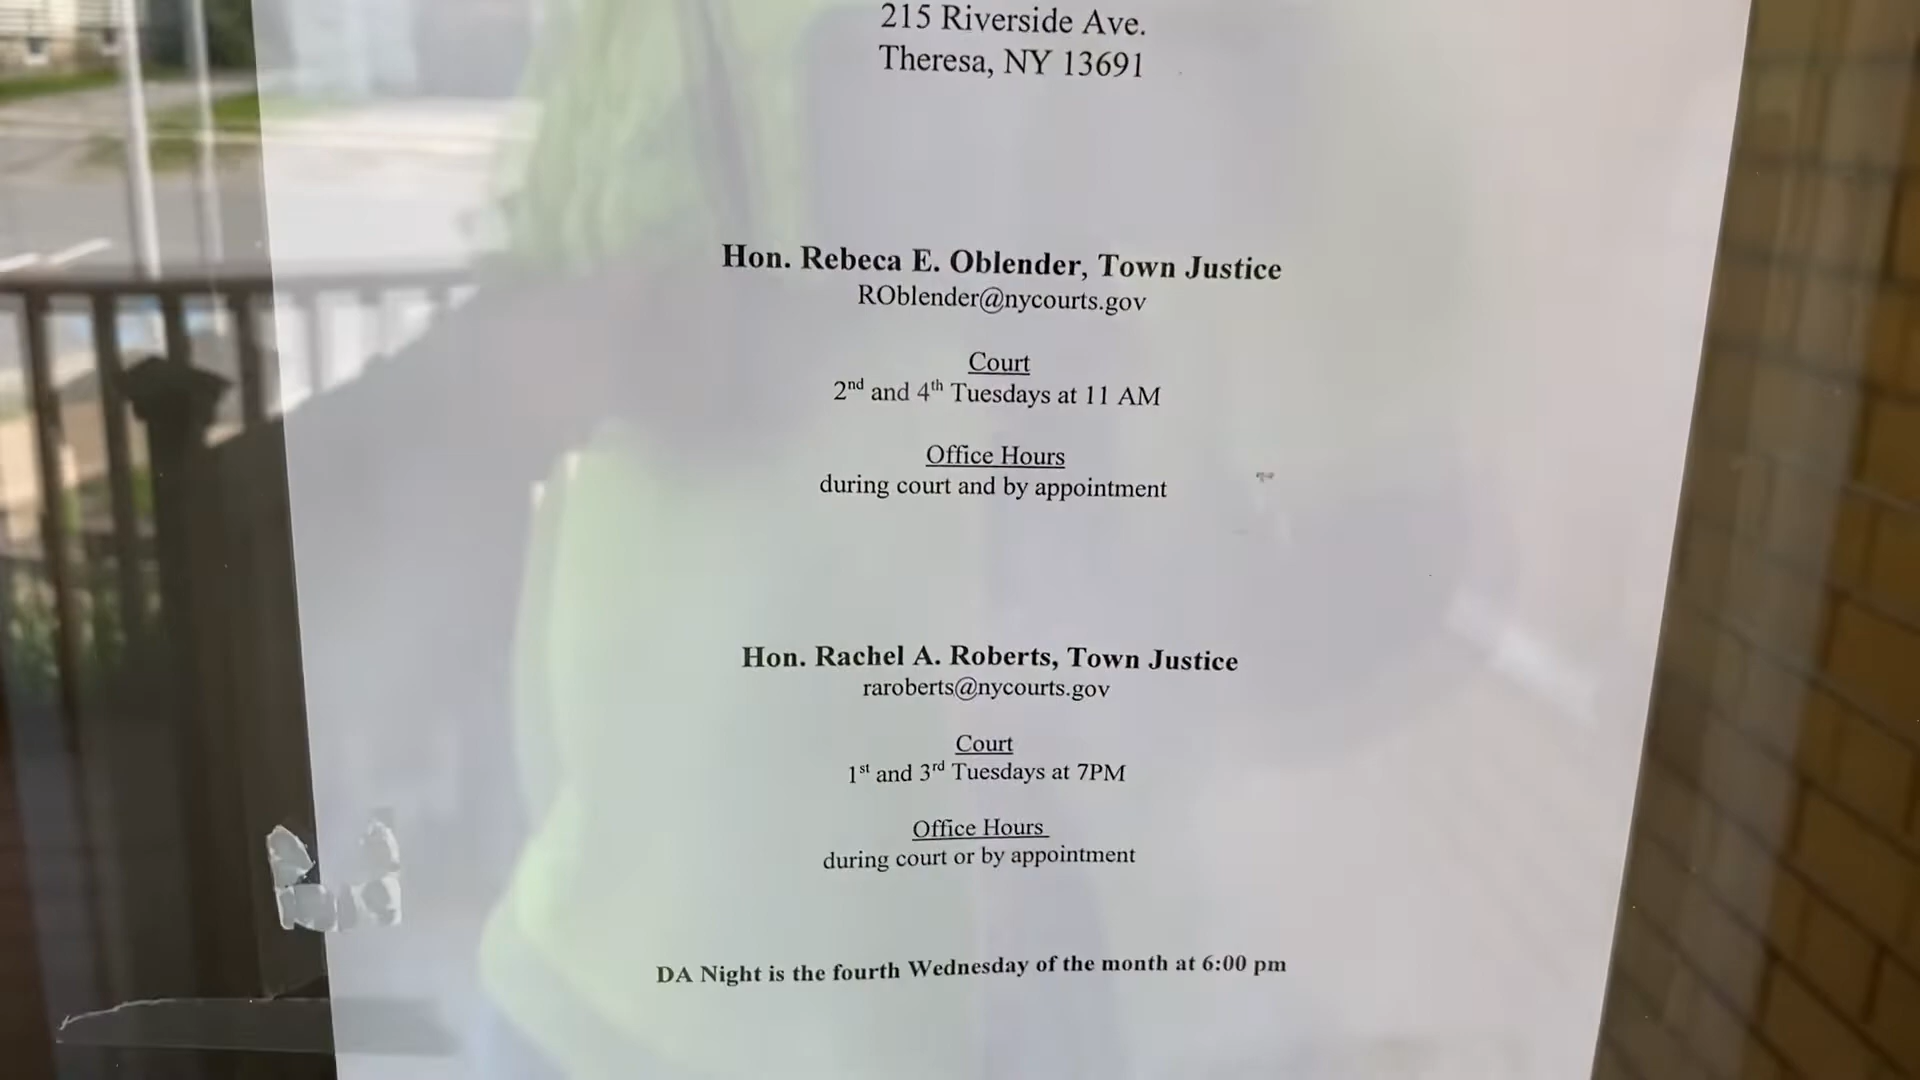 215 Riverside Ave.
Theresa, NY 13691
Hon. Rebeca E. Oblender, Town Justice
ROblender@nycourts.gov
Court
2nd and 4th Tuesdays at 11 AM
Office Hours
during court and by appointment
Hon. Rachel A. Roberts, Town Justice
raroberts@nycourts.gov
Court
1st and 3rd Tuesdays at 7PM
Office Hours
during court or by appointment
DA Night is the fourth Wednesday of the month at 6:00 pm